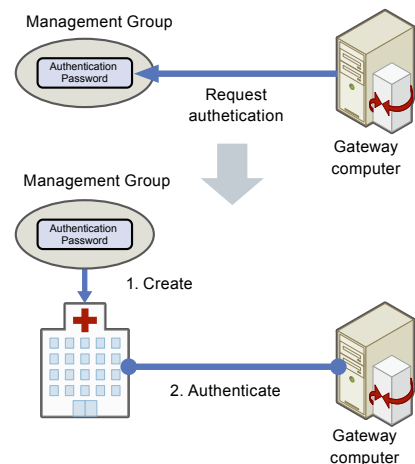 Management Group
Authentication
Password
Request
authetication
Gateway
computer
Management Group
Authentication
Password
1. Create
2. Authenticate
Gateway
computer